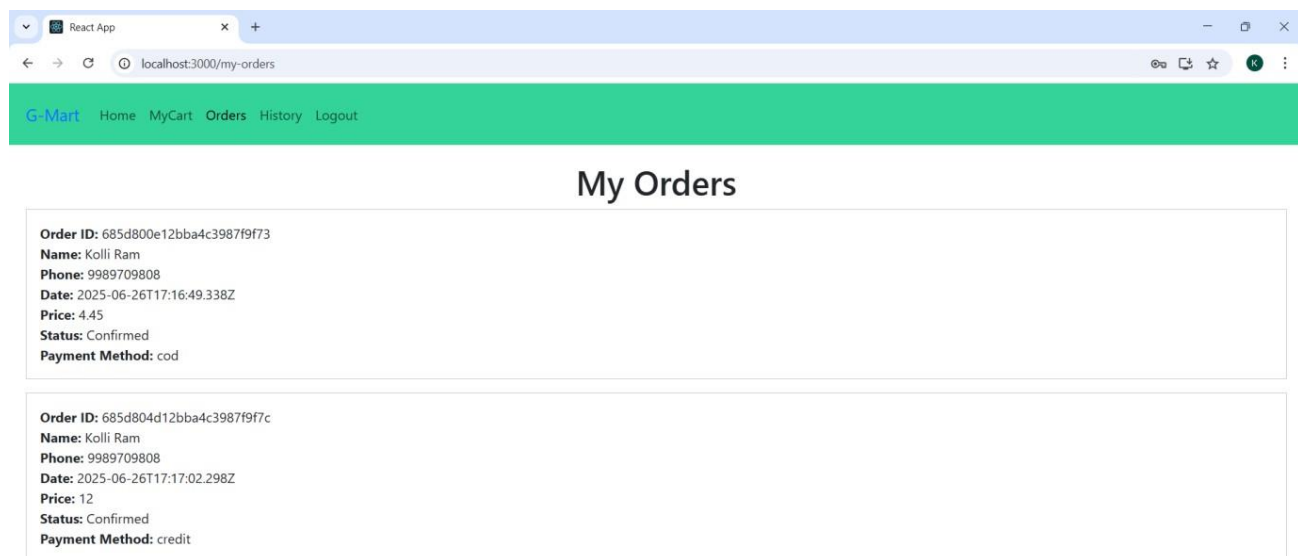 React App
localhost:3000/my-orders
K
G-Mart Home MyCart Orders History Logout
My Orders
Order ID: 685d800e12bba4c3987f9f73
Name: Kolli Ram
Phone: 9989709808
Date: 2025-06-26T17:16:49.338Z
Price: 4.45
Status: Confirmed
Payment Method: cod
Order ID: 685d804d12bba4c3987f9f7c
Name: Kolli Ram
Phone: 9989709808
Date: 2025-06-26T17:17:02.298Z
Price: 12
Status: Confirmed
Payment Method: credit